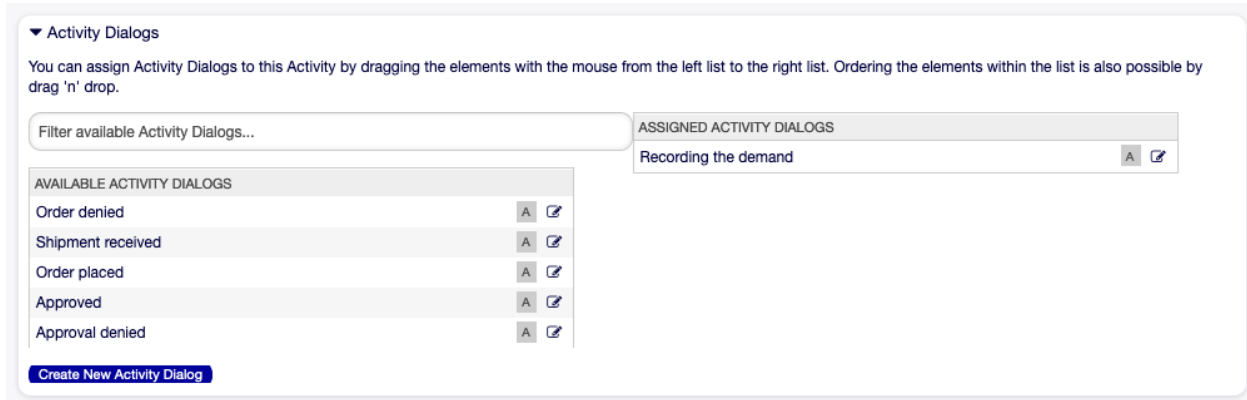 Activity Dialogs
You can assign Activity Dialogs to this Activity by dragging the elements with the mouse from the left list to the right list. Ordering the elements within the list is also possible by
drag 'n' drop.
Filter available Activity Dialogs...
AVAILABLE ACTIVITY DIALOGS
Order denied A
Shipment received A
Order placed A
Approved A
Approval denied A
ASSIGNED ACTIVITY DIALOGS
Recording the demand A
Create New Activity Dialog